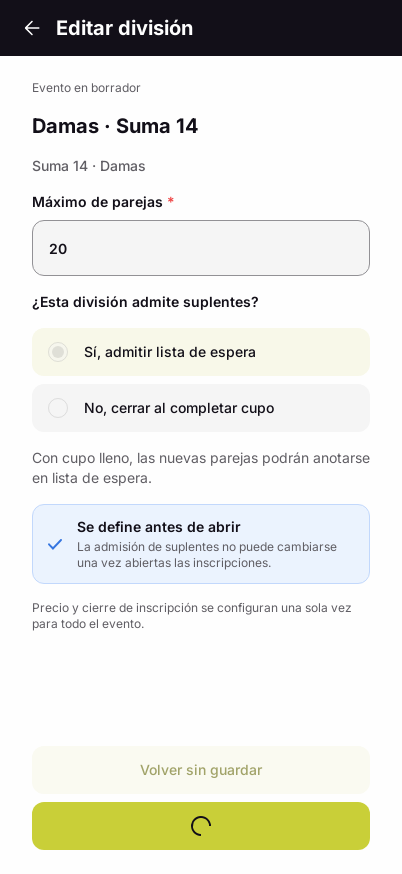 Editar división
Evento en borrador
Damas · Suma 14
Suma 14 · Damas
Máximo de parejas *
20
¿Esta división admite suplentes?
Sí, admitir lista de espera
No, cerrar al completar cupo
Con cupo lleno, las nuevas parejas podrán anotarse
en lista de espera.
Se define antes de abrir
La admisión de suplentes no puede cambiarse
una vez abiertas las inscripciones.
Precio y cierre de inscripción se configuran una sola vez
para todo el evento.
Volver sin guardar